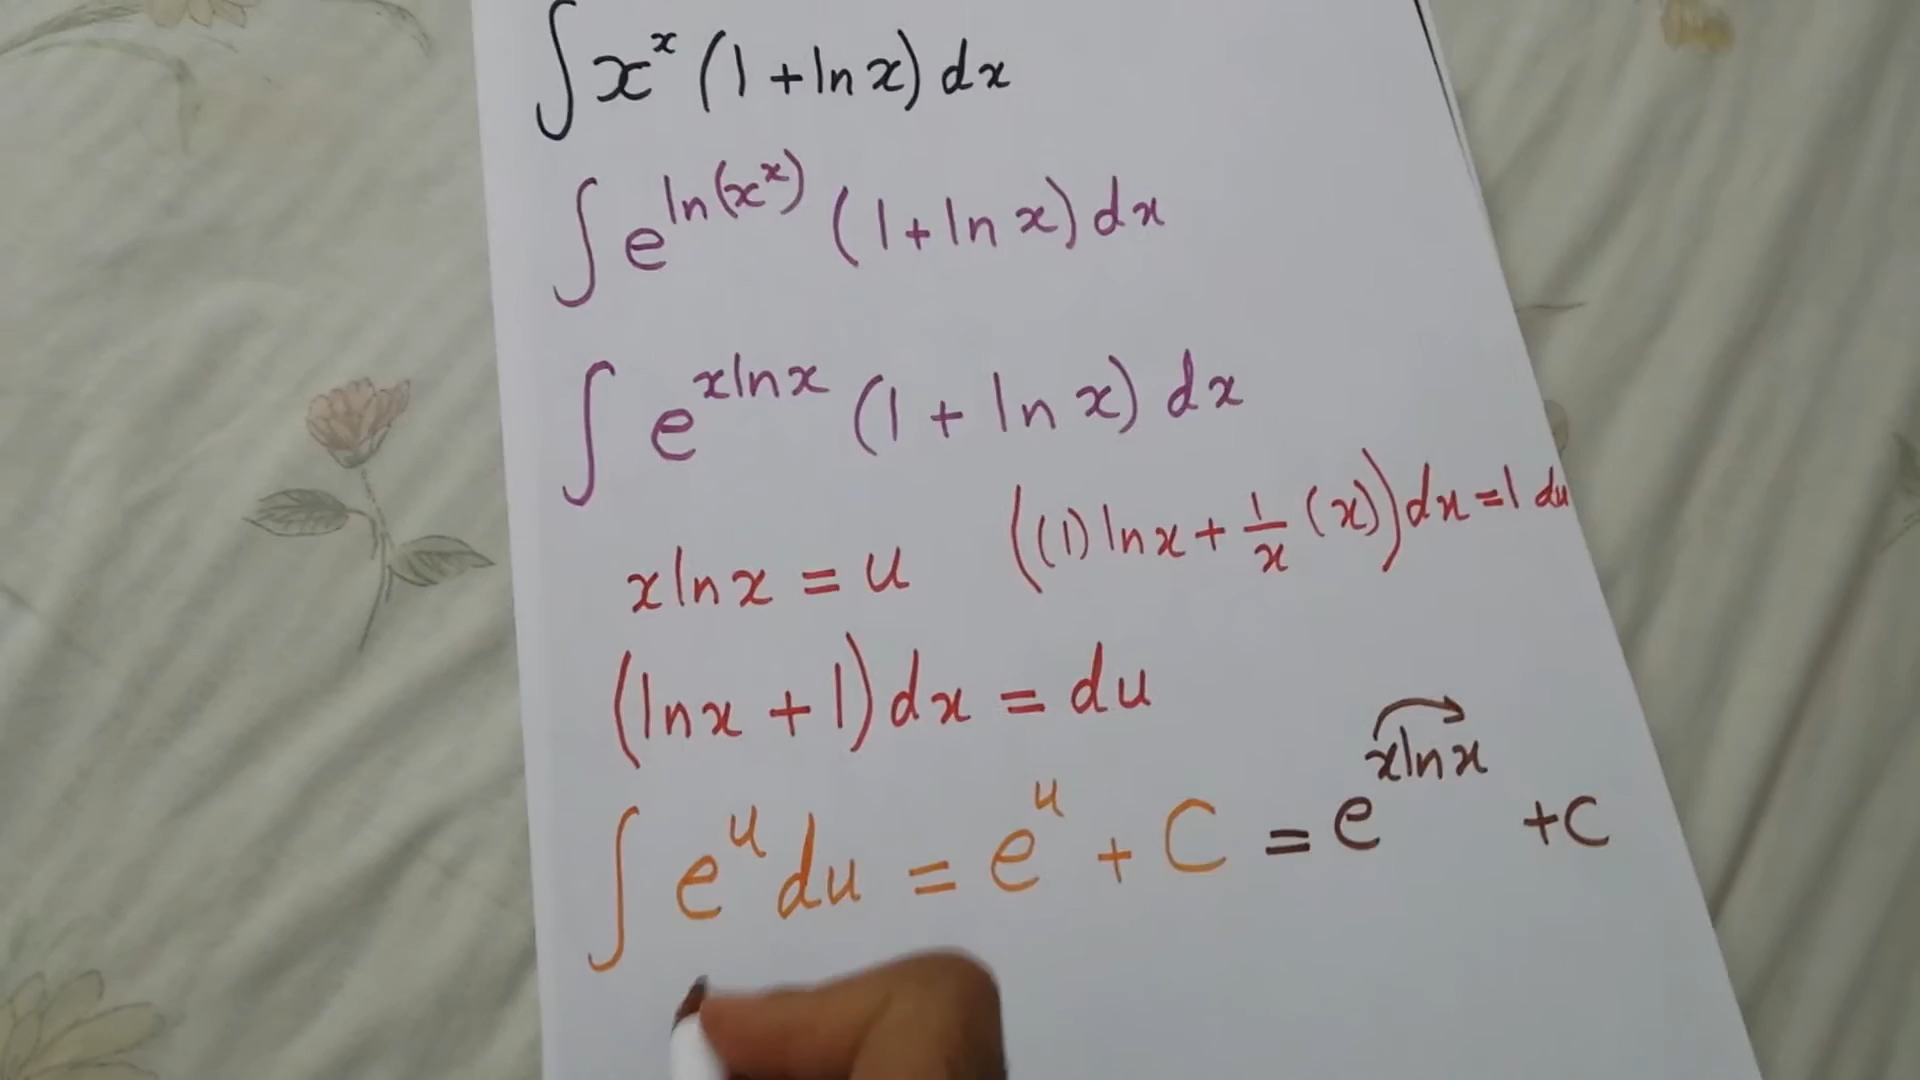 ∫ x^x (1 + ln x) dx
∫ e^ln(x^x) (1 + ln x) dx
∫ e^x ln x (1 + ln x) dx
((1) ln x + 1/x (x)) dx = 1 du
x ln x = u
(ln x + 1) dx = du
∫ e^u du = e^u + C = e^x ln x + C